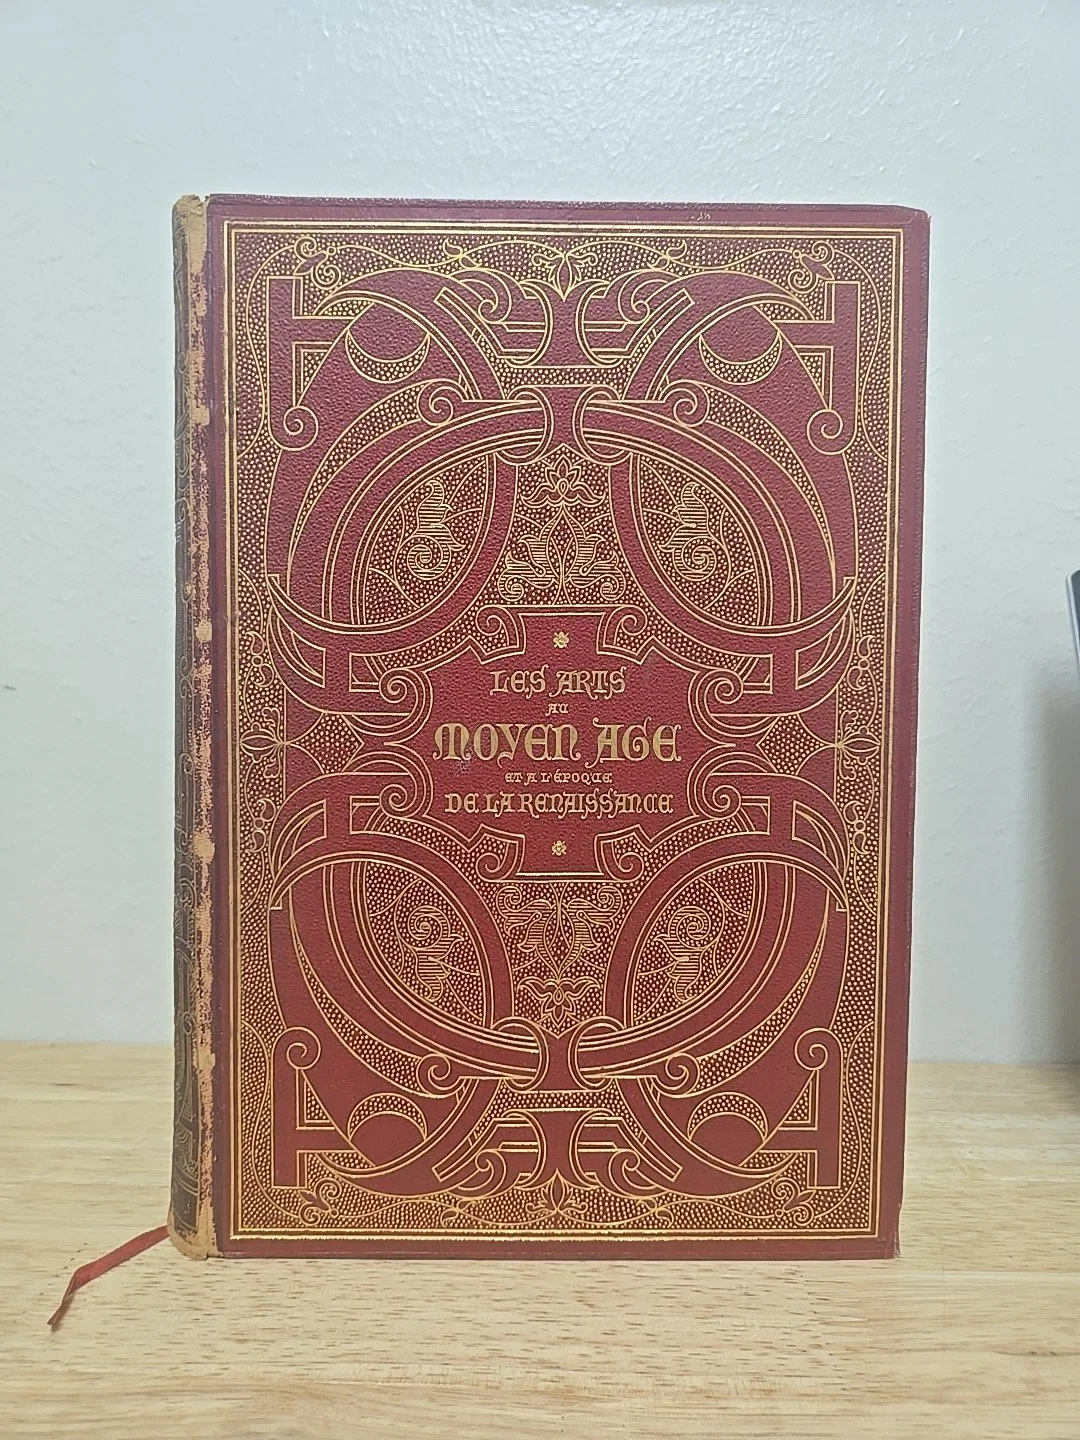 LES ARTS
AU
MOYEN AGE
ET A L'ÉPOQUE
DE LA RENAISSANCE